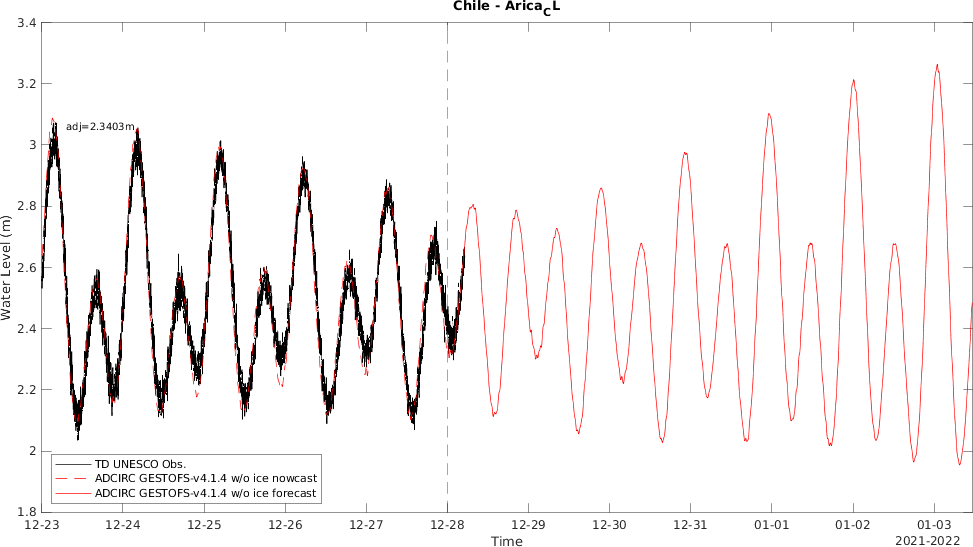 Chile - Arica_CL
3.4
3.2
3
2.8
2.6
2.4
2.2
2
1.8
Water Level (m)
adj=2.3403m
TD UNESCO Obs.
ADCIRC GESTOFS-v4.1.4 w/o ice nowcast
ADCIRC GESTOFS-v4.1.4 w/o ice forecast
12-23 12-24 12-25 12-26 12-27 12-28 12-29 12-30 12-31 01-01 01-02 01-03
Time
2021-2022